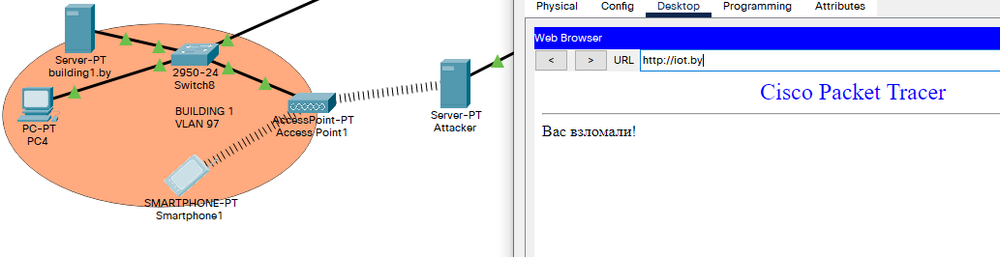 Server-PT
building1.by
2950-24
Switch8
BUILDING 1
VLAN 97
PC-PT
PC4
AccessPoint-PT
Access Point1
SMARTPHONE-PT
Smartphone1
Server-PT
Attacker
Physical Config Desktop Programming Attributes
Web Browser
< > URL http://iot.by
Cisco Packet Tracer
Вас взломали!